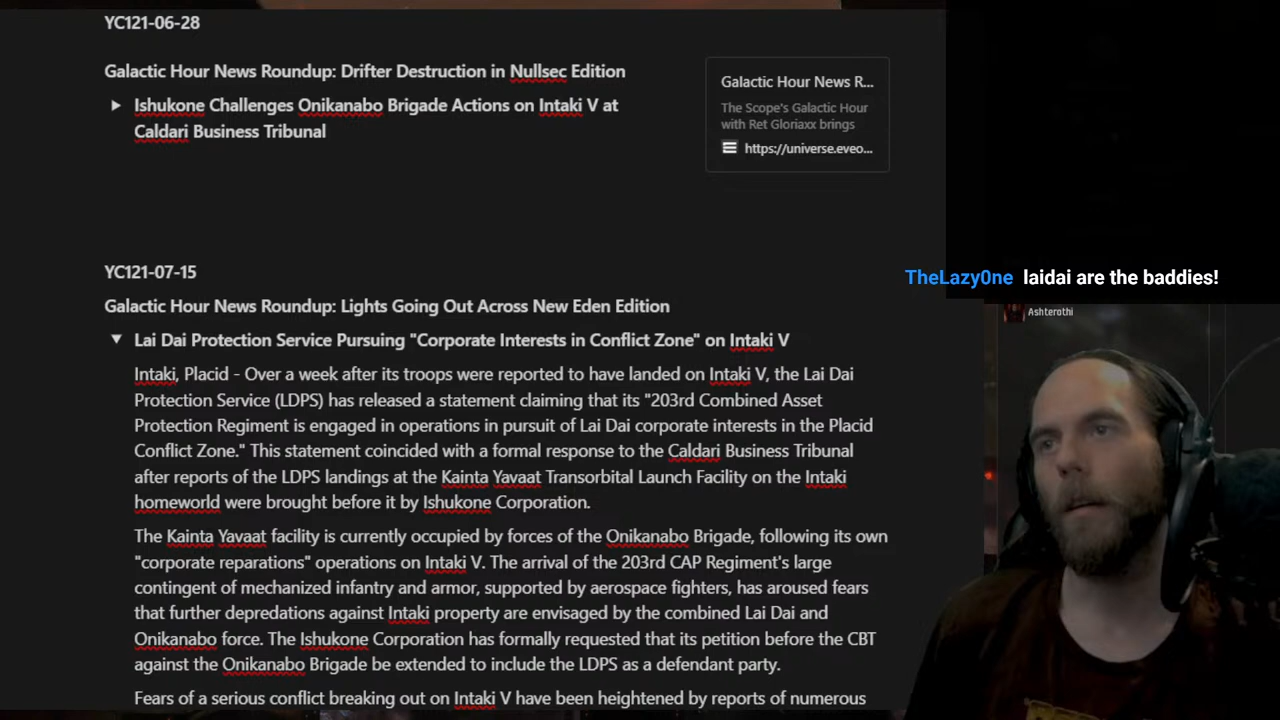 YC121-06-28
Galactic Hour News Roundup: Drifter Destruction in Nullsec Edition
Ishukone Challenges Onikanabo Brigade Actions on Intaki V at
Caldari Business Tribunal
Galactic Hour News R...
The Scope's Galactic Hour
with Ret Gloriaxx brings
https://universe.eveo...
YC121-07-15
TheLazy0ne laidai are the baddies!
Ashterothi
Galactic Hour News Roundup: Lights Going Out Across New Eden Edition
Lai Dai Protection Service Pursuing "Corporate Interests in Conflict Zone" on Intaki V
Intaki, Placid - Over a week after its troops were reported to have landed on Intaki V, the Lai Dai
Protection Service (LDPS) has released a statement claiming that its "203rd Combined Asset
Protection Regiment is engaged in operations in pursuit of Lai Dai corporate interests in the Placid
Conflict Zone." This statement coincided with a formal response to the Caldari Business Tribunal
after reports of the LDPS landings at the Kainta Yavaat Transorbital Launch Facility on the Intaki
homeworld were brought before it by Ishukone Corporation.
The Kainta Yavaat facility is currently occupied by forces of the Onikanabo Brigade, following its own
"corporate reparations" operations on Intaki V. The arrival of the 203rd CAP Regiment's large
contingent of mechanized infantry and armor, supported by aerospace fighters, has aroused fears
that further depredations against Intaki property are envisaged by the combined Lai Dai and
Onikanabo force. The Ishukone Corporation has formally requested that its petition before the CBT
against the Onikanabo Brigade be extended to include the LDPS as a defendant party.
Fears of a serious conflict breaking out on Intaki V have been heightened by reports of numerous